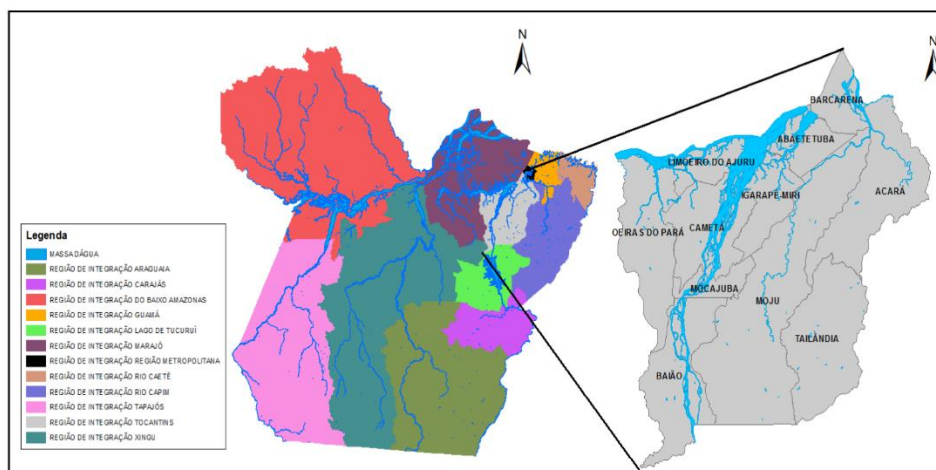 N
N
BARCARENA
ABAETETUBA
LIMOEIRO DO AJURU
IGARAPÉ-MIRI
ACARÁ
OEIRAS DO PARÁ
CAMETÁ
MOCAJUBA
MOJU
TAILÂNDIA
BAIÃO
Legenda
MASSA DÁGUA
REGIÃO DE INTEGRAÇÃO ARAGUAIA
REGIÃO DE INTEGRAÇÃO CARAJÁS
REGIÃO DE INTEGRAÇÃO DO BAIXO AMAZONAS
REGIÃO DE INTEGRAÇÃO GUAMÁ
REGIÃO DE INTEGRAÇÃO LAGO DE TUCURUÍ
REGIÃO DE INTEGRAÇÃO MARAJÓ
REGIÃO DE INTEGRAÇÃO REGIÃO METROPOLITANA
REGIÃO DE INTEGRAÇÃO RIO CAETÉ
REGIÃO DE INTEGRAÇÃO RIO CAPIM
REGIÃO DE INTEGRAÇÃO TAPAJÓS
REGIÃO DE INTEGRAÇÃO TOCANTINS
REGIÃO DE INTEGRAÇÃO XINGU